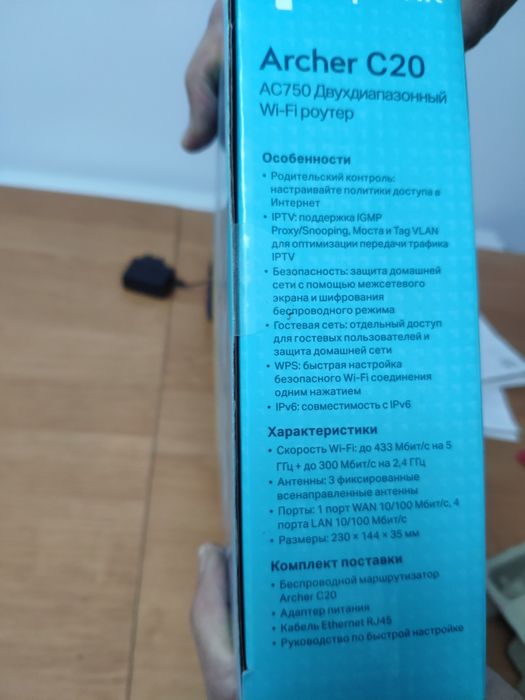 Archer C20
AC750 Двухдиапазонный
Wi-Fi роутер
Особенности
• Родительский контроль:
настраивайте политики доступа в
Интернет
• IPTV: поддержка IGMP
Proxy/Snooping, Моста и Tag VLAN
для оптимизации передачи трафика
IPTV
• Безопасность: защита домашней
сети с помощью межсетевого
экрана и шифрования
беспроводного режима
• Гостевая сеть: отдельный доступ
для гостевых пользователей и
защита домашней сети
• WPS: быстрая настройка
безопасного Wi-Fi соединения
одним нажатием
• IPv6: совместимость с IPv6
Характеристики
• Скорость Wi-Fi: до 433 Мбит/с на 5
ГГц + до 300 Мбит/с на 2,4 ГГц
• Антенны: 3 фиксированные
всенаправленные антенны
• Порты: 1 порт WAN 10/100 Мбит/с, 4
порта LAN 10/100 Мбит/с
• Размеры: 230 × 144 × 35 мм
Комплект поставки
• Беспроводной маршрутизатор
Archer C20
• Адаптер питания
• Кабель Ethernet RJ45
• Руководство по быстрой настройке